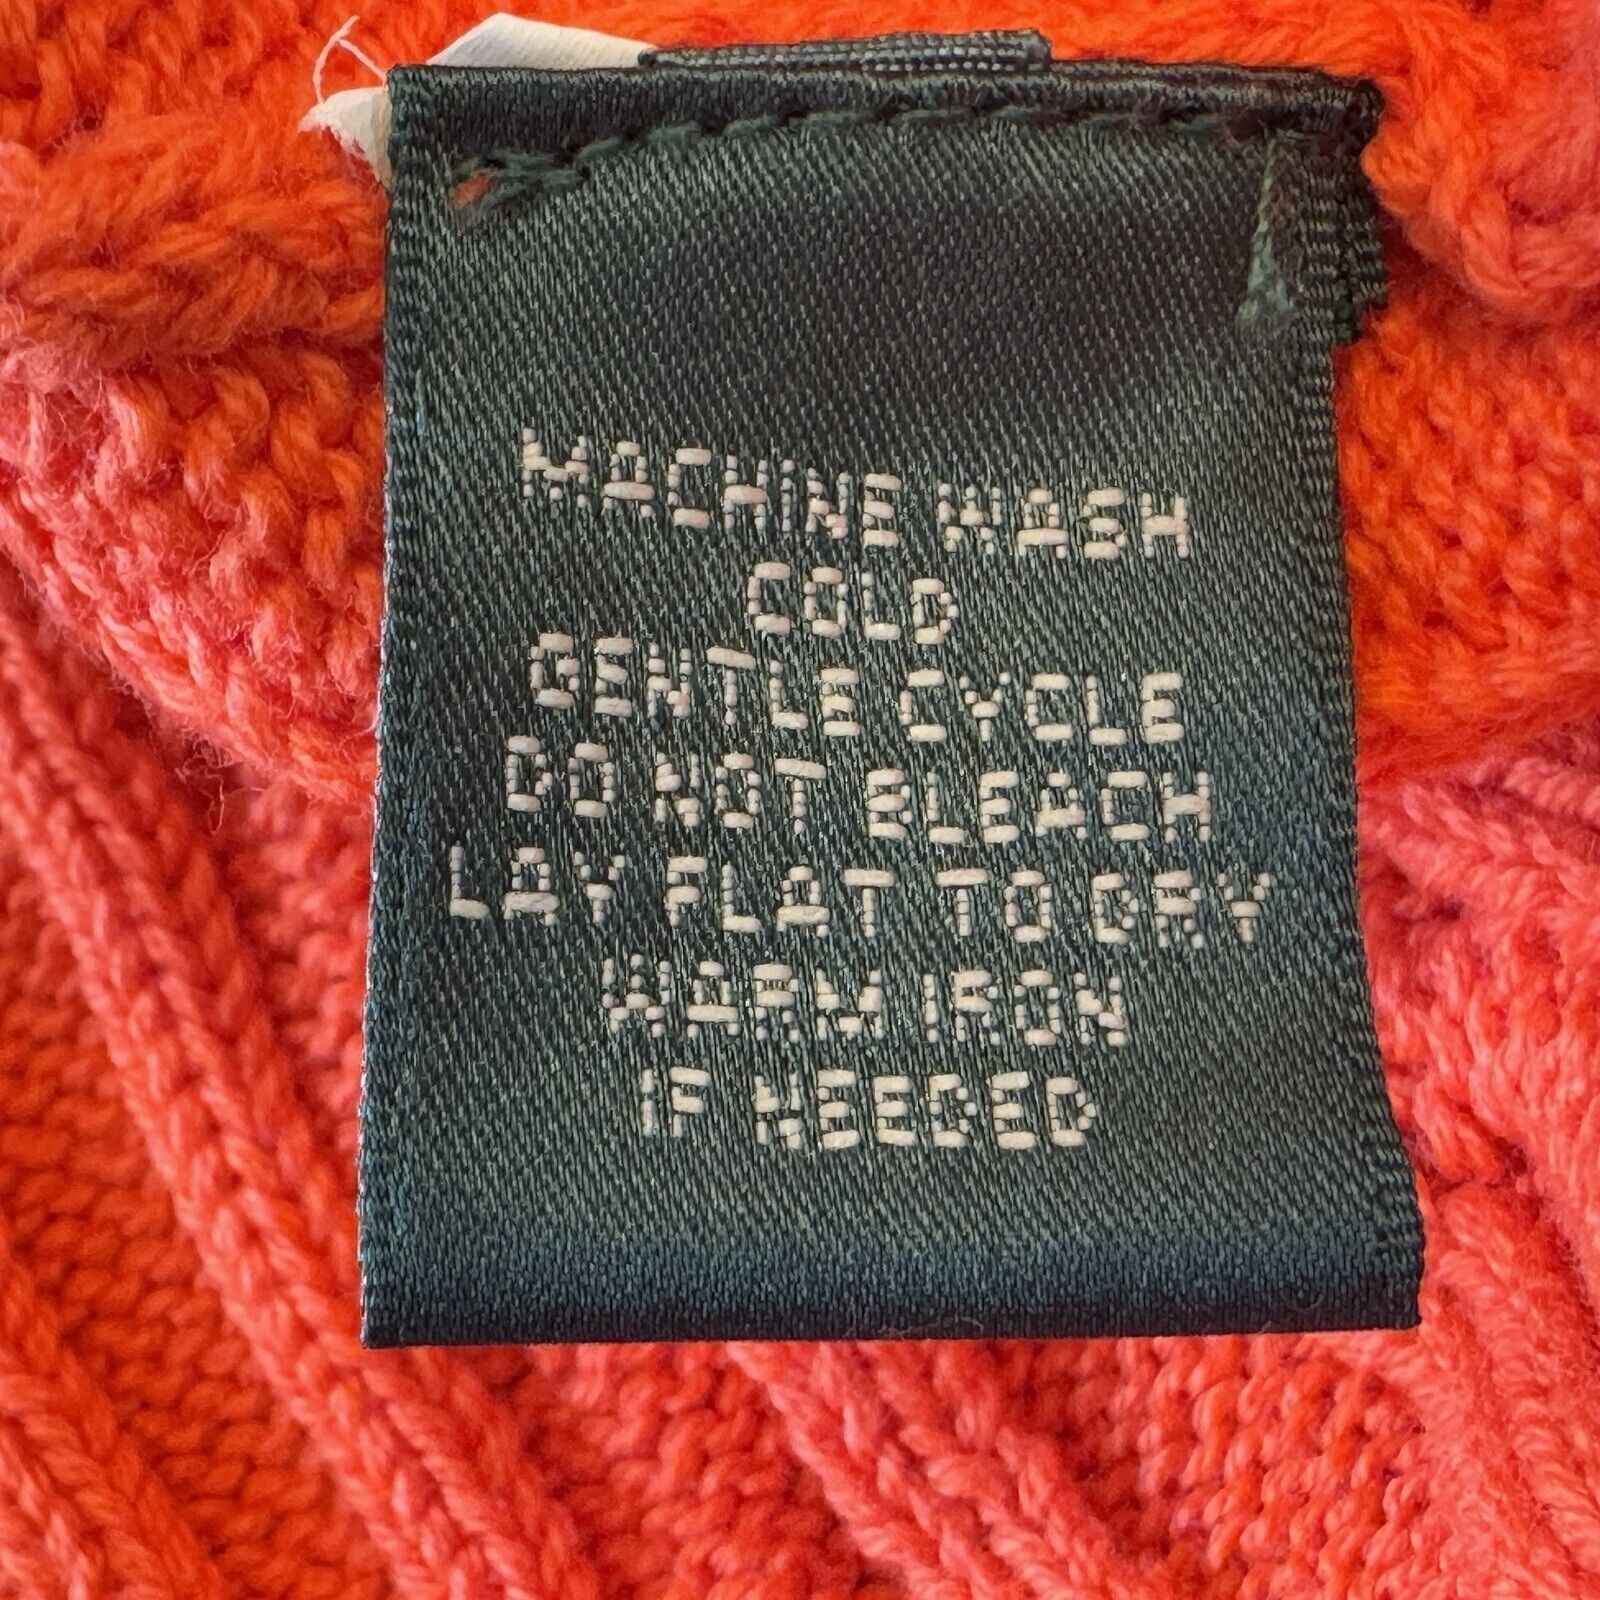 MACHINE WASH
COLD
GENTLE CYCLE
DO NOT BLEACH
LAY FLAT TO DRY
WARM IRON
IF NEEDED